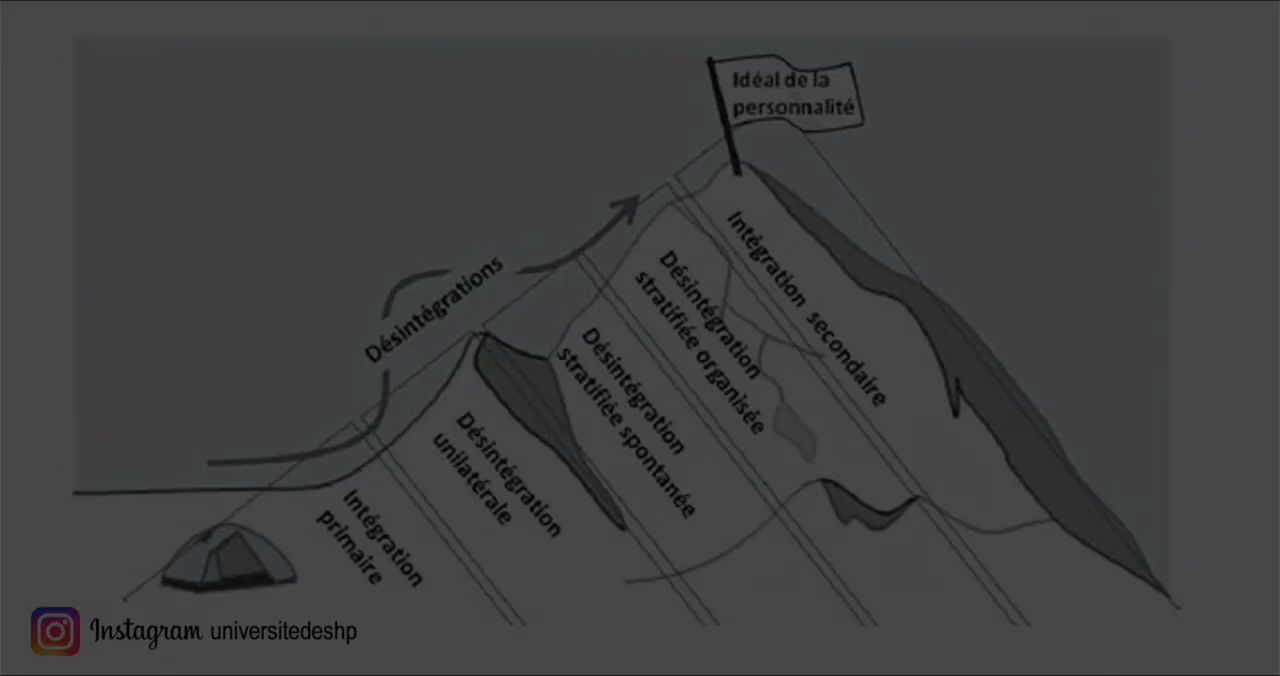 Idéal de la
personnalité
Désintégrations
Intégration secondaire
Désintégration
stratifiée organisée
Désintégration
stratifiée spontanée
Désintégration
unilatérale
Intégration
primaire
Instagram universitedeshp